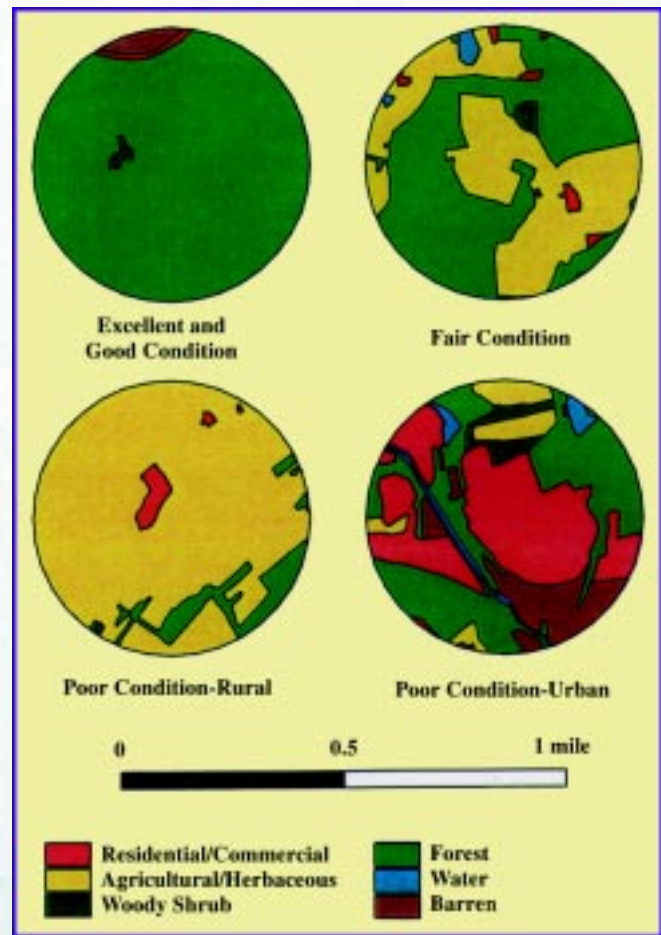 Excellent and
Good Condition
Fair Condition
Poor Condition-Rural
Poor Condition-Urban
0 0.5 1 mile
Residential/Commercial
Agricultural/Herbaceous
Woody Shrub
Forest
Water
Barren